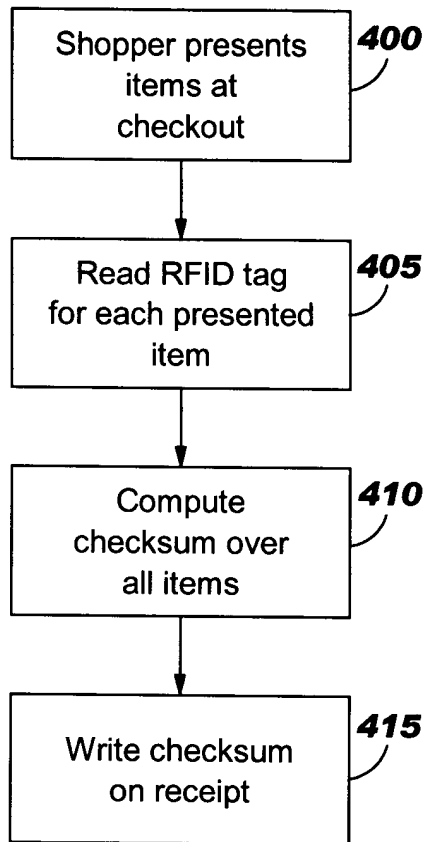 Shopper presents
items at
checkout
400
Read RFID tag
for each presented
item
405
Compute
checksum over
all items
410
Write checksum
on receipt
415